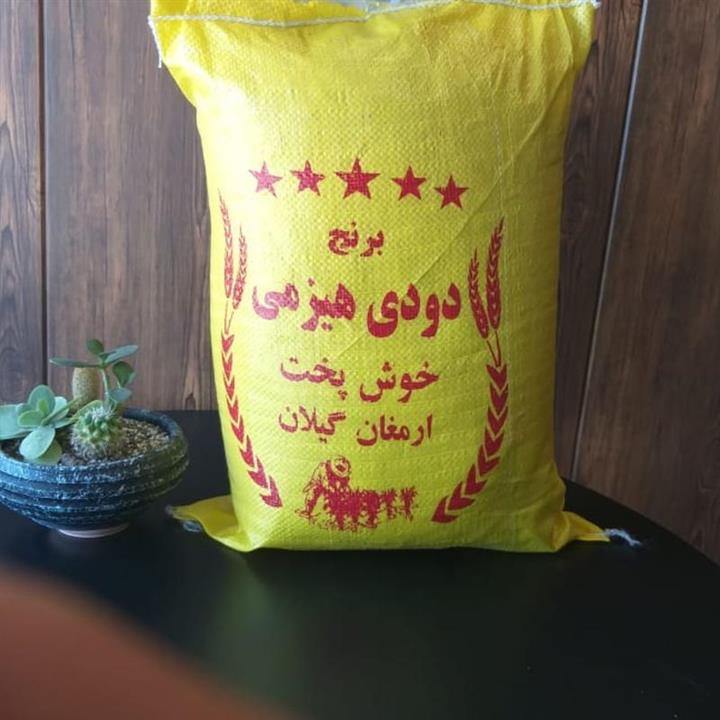 برنج
دودی هیزمی
خوش پخت
ارمغان گیلان